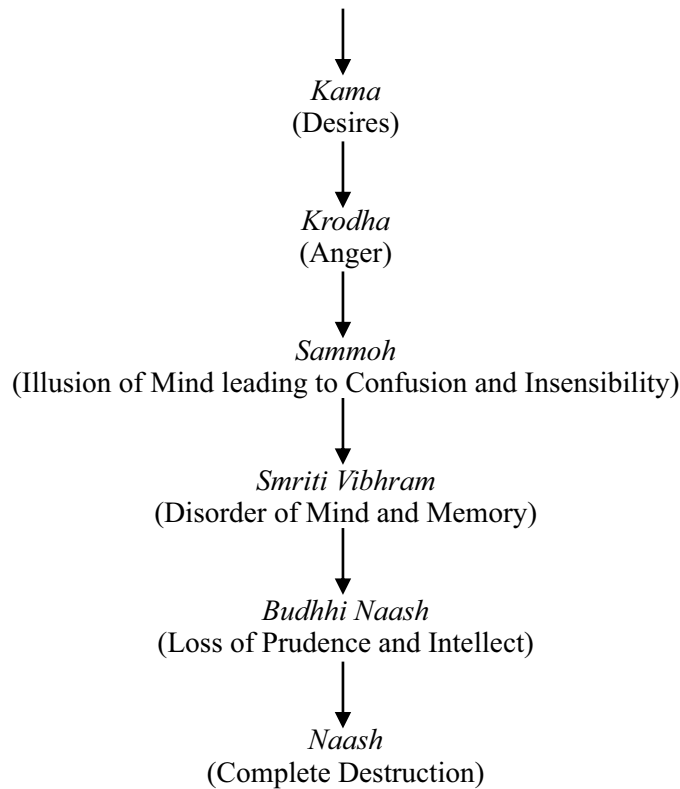 Kama
(Desires)
Krodha
(Anger)
Sammoh
(Illusion of Mind leading to Confusion and Insensibility)
Smriti Vibhram
(Disorder of Mind and Memory)
Budhhi Naash
(Loss of Prudence and Intellect)
Naash
(Complete Destruction)